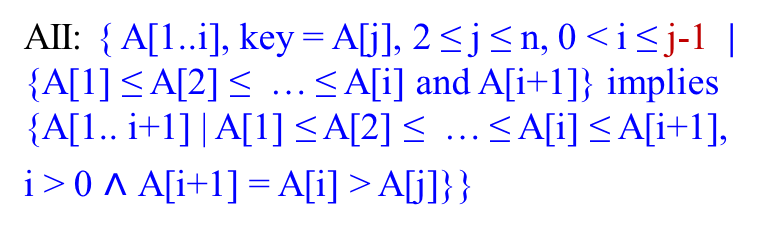 AII: { A[1..i], key = A[j], 2 ≤ j ≤ n, 0 < i ≤ j-1 |
{A[1] ≤ A[2] ≤ … ≤ A[i] and A[i+1]} implies
{A[1.. i+1] | A[1] ≤ A[2] ≤ … ≤ A[i] ≤ A[i+1],
i > 0 ∧ A[i+1] = A[i] > A[j]}}